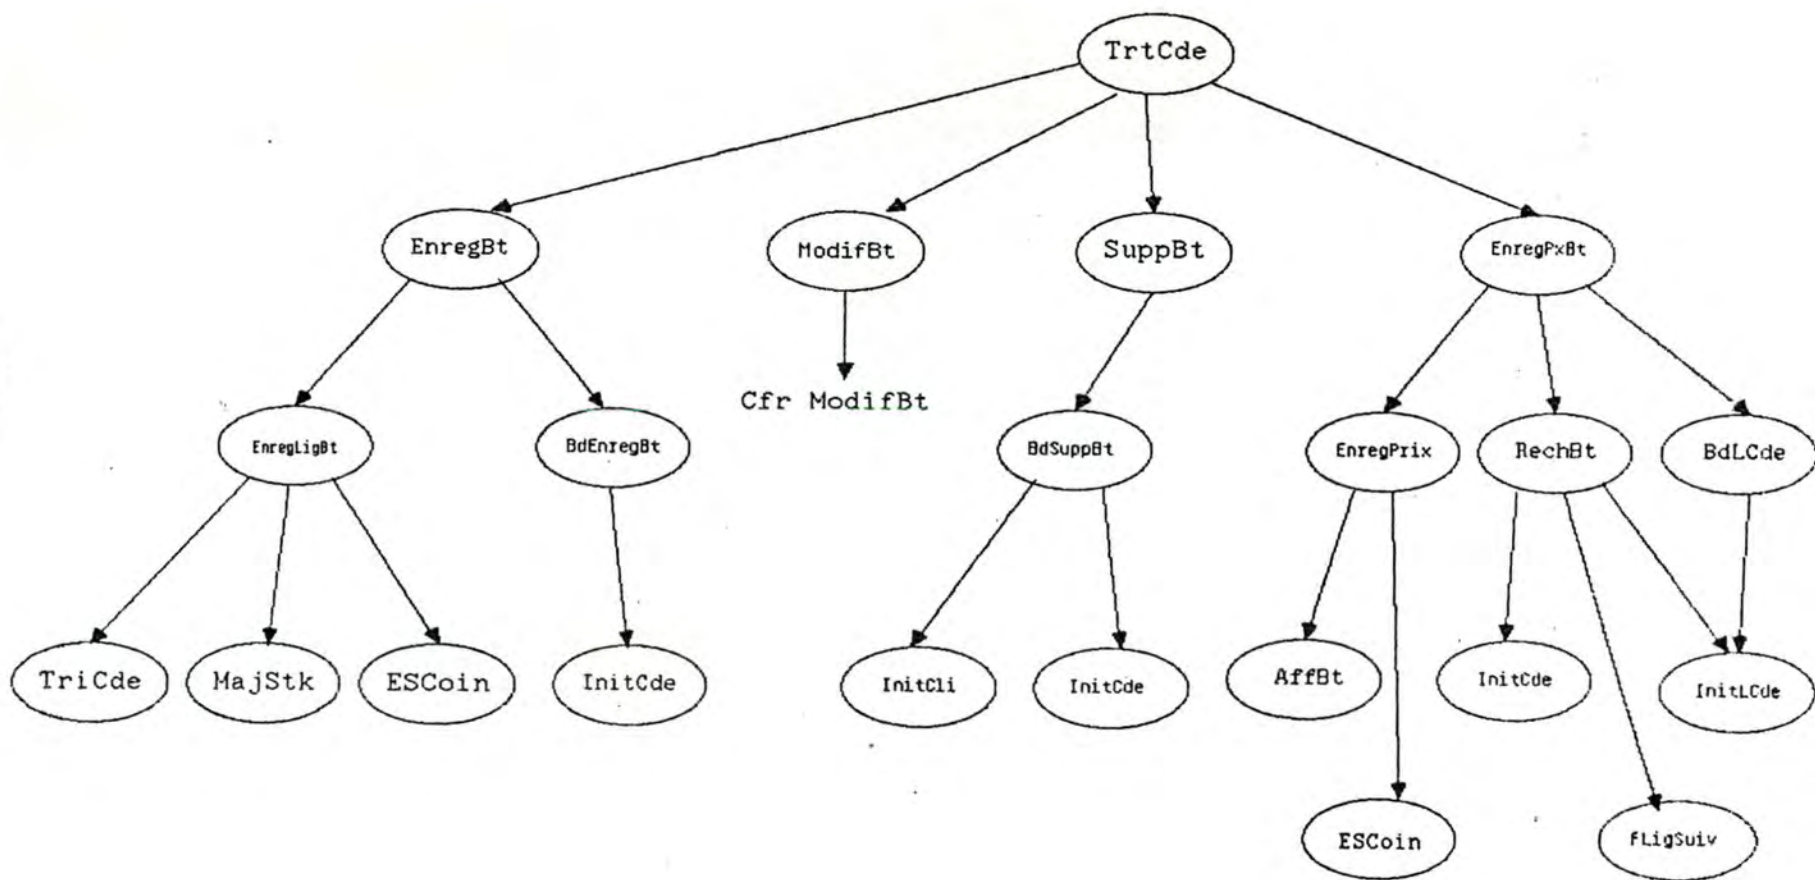 TrtCde
EnregBt
ModifBt
SuppBt
EnregPxBt
Cfr ModifBt
EnregLigBt
BdEnregBt
BdSuppBt
EnregPrix
RechBt
BdLCde
TriCde
MajStk
ESCoin
InitCde
InitCli
InitCde
AffBt
InitCde
InitLCde
ESCoin
fLigSuiv